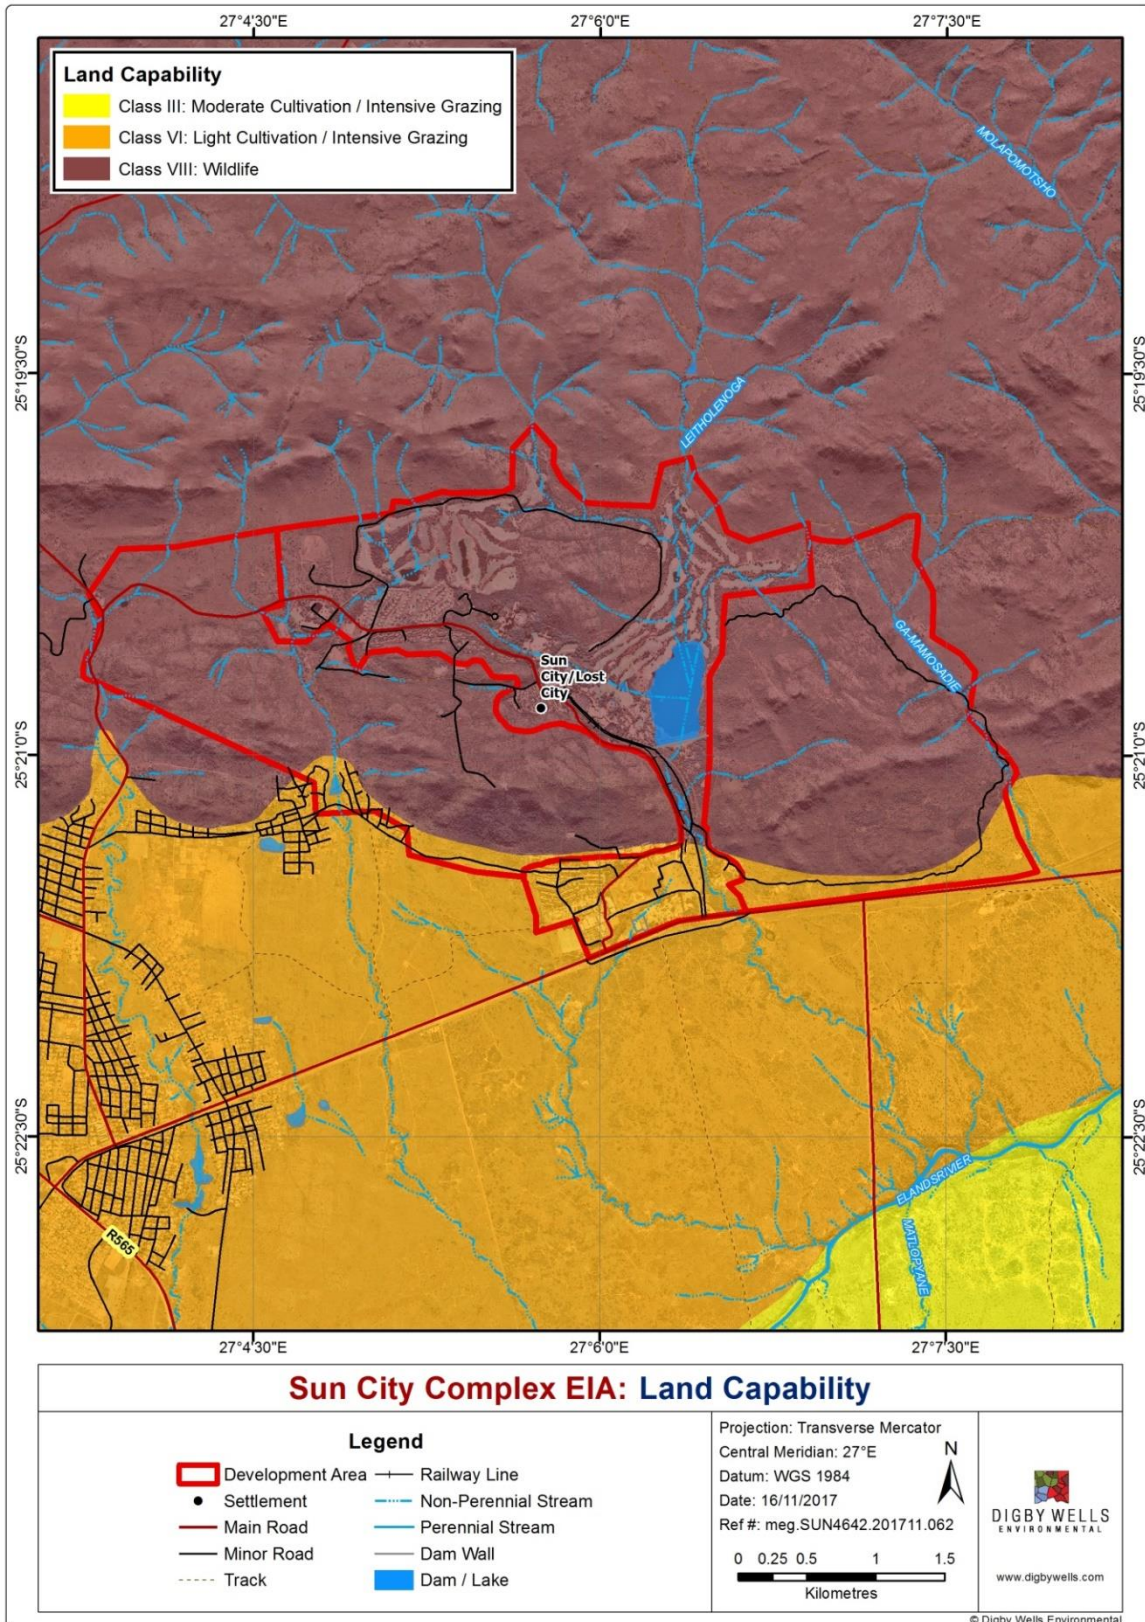 27°4'30"E
27°6'0"E
27°7'30"E
Land Capability
Class III: Moderate Cultivation / Intensive Grazing
Class VI: Light Cultivation / Intensive Grazing
Class VIII: Wildlife
MOLAPOMOTSHO
25°19'30"S
25°19'30"S
LEITHOLENOGA
GA-MAMOSADIE
Sun
City/Lost
City
25°21'0"S
25°21'0"S
25°22'30"S
25°22'30"S
ELANDSRIVIER
MATLOPYANE
R565
27°4'30"E
27°6'0"E
27°7'30"E
Sun City Complex EIA: Land Capability
Legend
Development Area
Settlement
Main Road
Minor Road
Track
Railway Line
Non-Perennial Stream
Perennial Stream
Dam Wall
Dam / Lake
Projection: Transverse Mercator
Central Meridian: 27°E
Datum: WGS 1984
Date: 16/11/2017
Ref #: meg.SUN4642.201711.062
N
0 0.25 0.5 1 1.5
Kilometres
DIGBY WELLS
ENVIRONMENTAL
www.digbywells.com
© Digby Wells Environmental